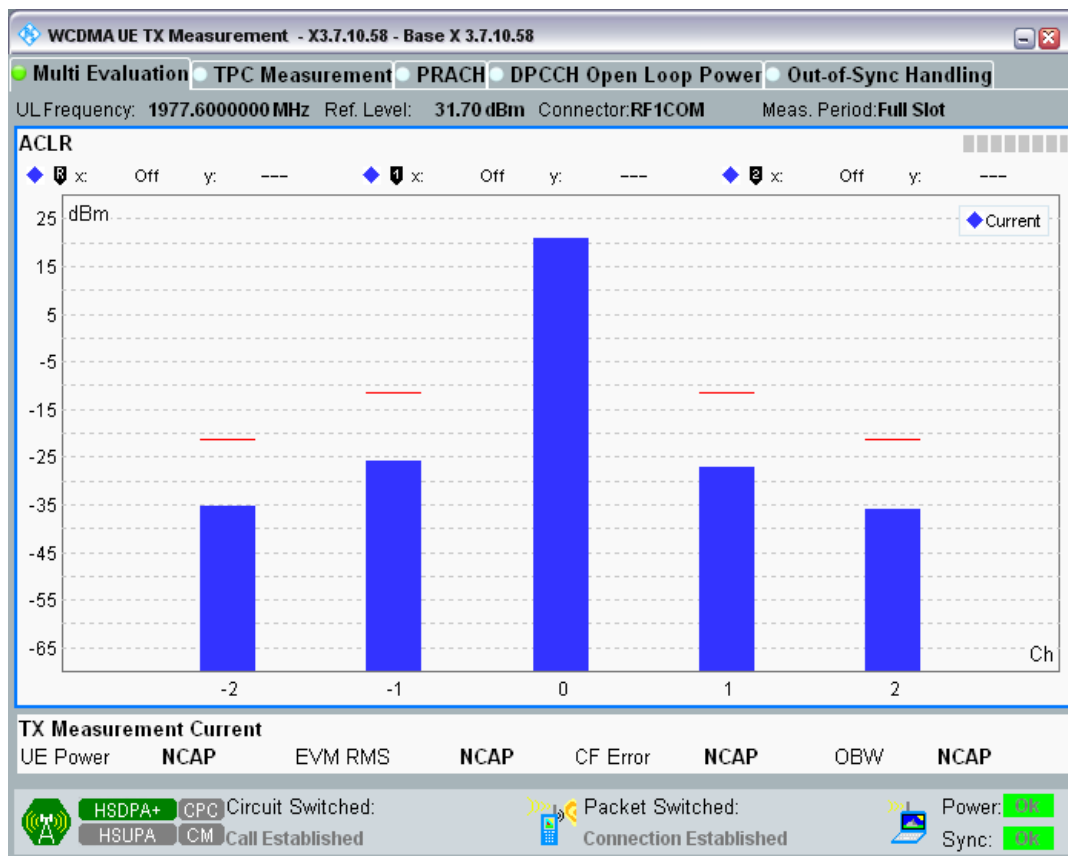 WCDMA UE TX Measurement - X3.7.10.58 - Base X 3.7.10.58
Multi Evaluation TPC Measurement PRACH DPCCH Open Loop Power Out-of-Sync Handling
UL Frequency: 1977.6000000 MHz Ref. Level: 31.70 dBm Connector:RF1COM Meas. Period:Full Slot
ACLR
R x: Off y: --- 1 x: Off y: --- 2 x: Off y: ---
dBm
Current
25
15
5
-5
-15
-25
-35
-45
-55
-65
Ch
-2 -1 0 1 2
TX Measurement Current
UE Power NCAP EVM RMS NCAP CF Error NCAP OBW NCAP
HSDPA+ CPC Circuit Switched: Packet Switched: Power: OK
HSUPA CM Call Established Connection Established Sync: OK